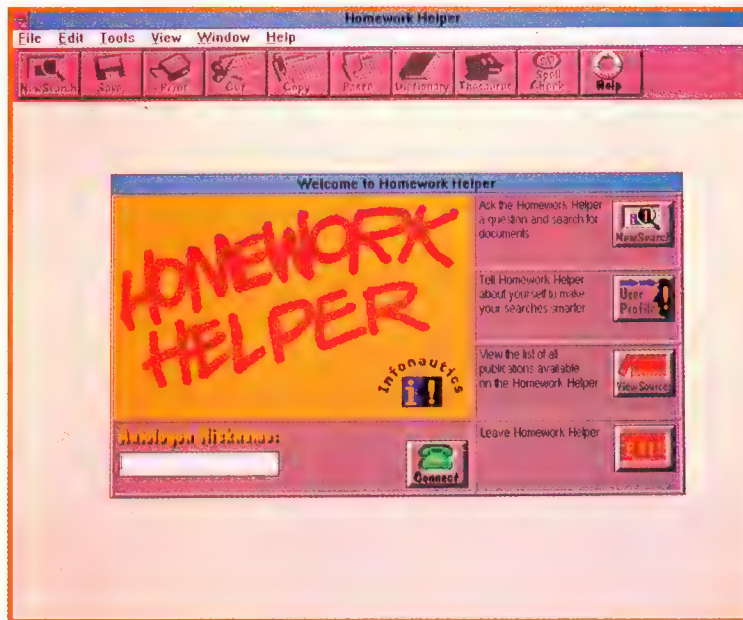 Homework Helper
File Edit Tools View Window Help
NewSearch Save Print Cut Copy Paste Dictionary Thesaurus Spell Check Help
Welcome to Homework Helper
HOMEWORK
HELPER
Infonautics
i!
Ask the Homework Helper
a question and search for
documents
NewSearch
Tell Homework Helper
about yourself to make
your searches smarter
User
Profile
View the list of all
publications available
on the Homework Helper
View Sources
Leave Homework Helper
EXIT
Autologon Nickname:
Connect